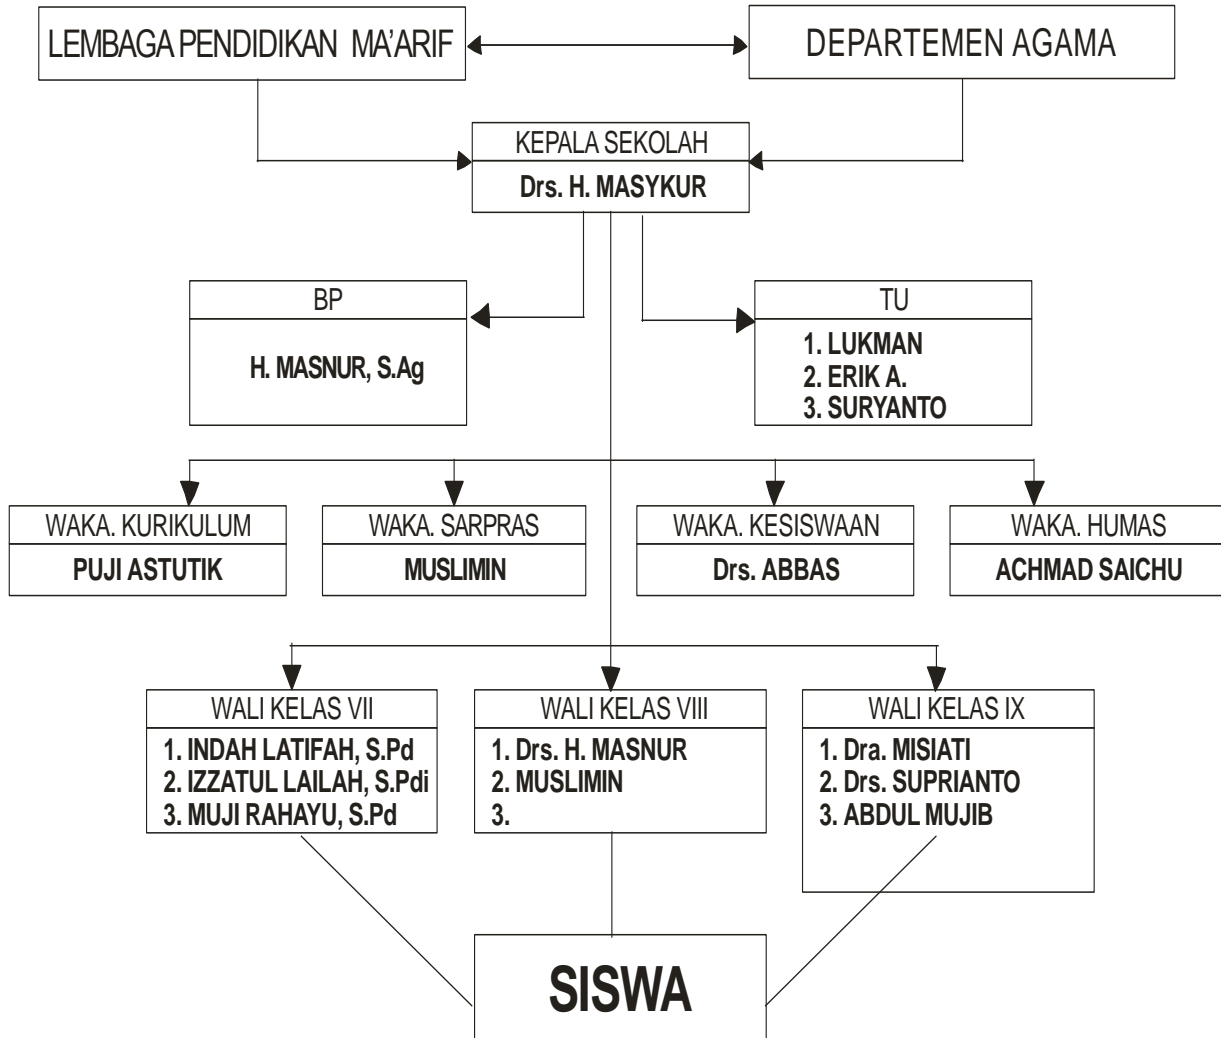 LEMBAGA PENDIDIKAN MA'ARIF
DEPARTEMEN AGAMA
KEPALA SEKOLAH
Drs. H. MASYKUR
BP
H. MASNUR, S.Ag
TU
1. LUKMAN
2. ERIK A.
3. SURYANTO
WAKA. KURIKULUM
PUJI ASTUTIK
WAKA. SARPRAS
MUSLIMIN
WAKA. KESISWAAN
Drs. ABBAS
WAKA. HUMAS
ACHMAD SAICHU
WALI KELAS VII
1. INDAH LATIFAH, S.Pd
2. IZZATUL LAILAH, S.Pdi
3. MUJI RAHAYU, S.Pd
WALI KELAS VIII
1. Drs. H. MASNUR
2. MUSLIMIN
3.
WALI KELAS IX
1. Dra. MISIATI
2. Drs. SUPRIANTO
3. ABDUL MUJIB
SISWA